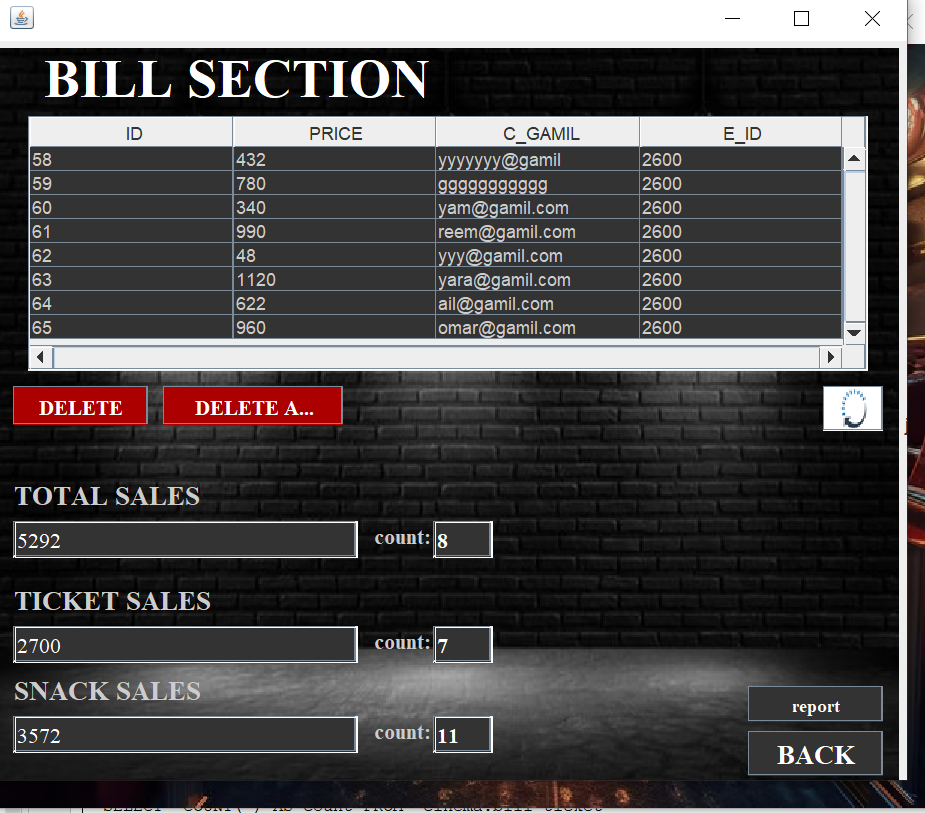 BILL SECTION
ID PRICE C_GAMIL E_ID
58 432 yyyyyyy@gamil 2600
59 780 ggggggggggg 2600
60 340 yam@gamil.com 2600
61 990 reem@gamil.com 2600
62 48 yyy@gamil.com 2600
63 1120 yara@gamil.com 2600
64 622 ail@gamil.com 2600
65 960 omar@gamil.com 2600
DELETE DELETE A...
TOTAL SALES
5292 count: 8
TICKET SALES
2700 count: 7
SNACK SALES
3572 count: 11
report
BACK